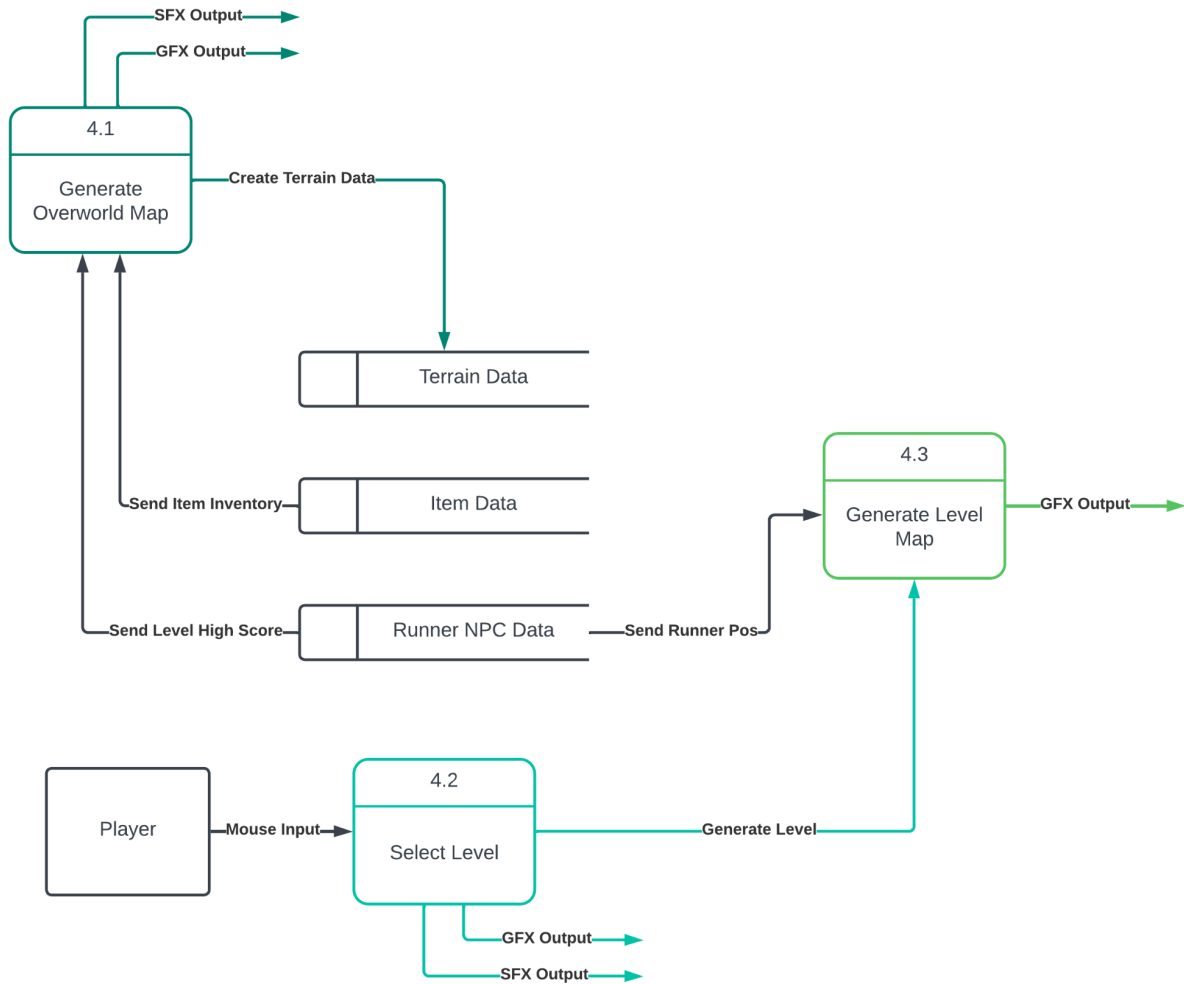 SFX Output
GFX Output
4.1
Generate
Overworld Map
Create Terrain Data
Terrain Data
Send Item Inventory
Item Data
4.3
Generate Level
Map
GFX Output
Send Level High Score
Runner NPC Data
Send Runner Pos
Player
Mouse Input
4.2
Select Level
Generate Level
GFX Output
SFX Output